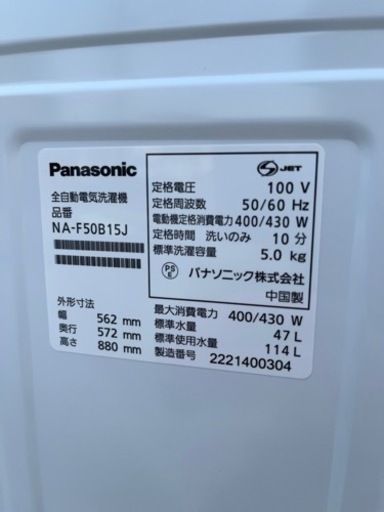 Panasonic
全自動電気洗濯機
品番
NA-F50B15J
外形寸法
幅 562 mm
奥行 572 mm
高さ 880 mm
S JET
定格電圧 100 V
定格周波数 50/60 Hz
電動機定格消費電力 400/430 W
定格時間 洗いのみ 10 分
標準洗濯容量 5.0 kg
PS E パナソニック株式会社
中国製
最大消費電力 400/430 W
標準水量 47 L
標準使用水量 114 L
製造番号 2221400304